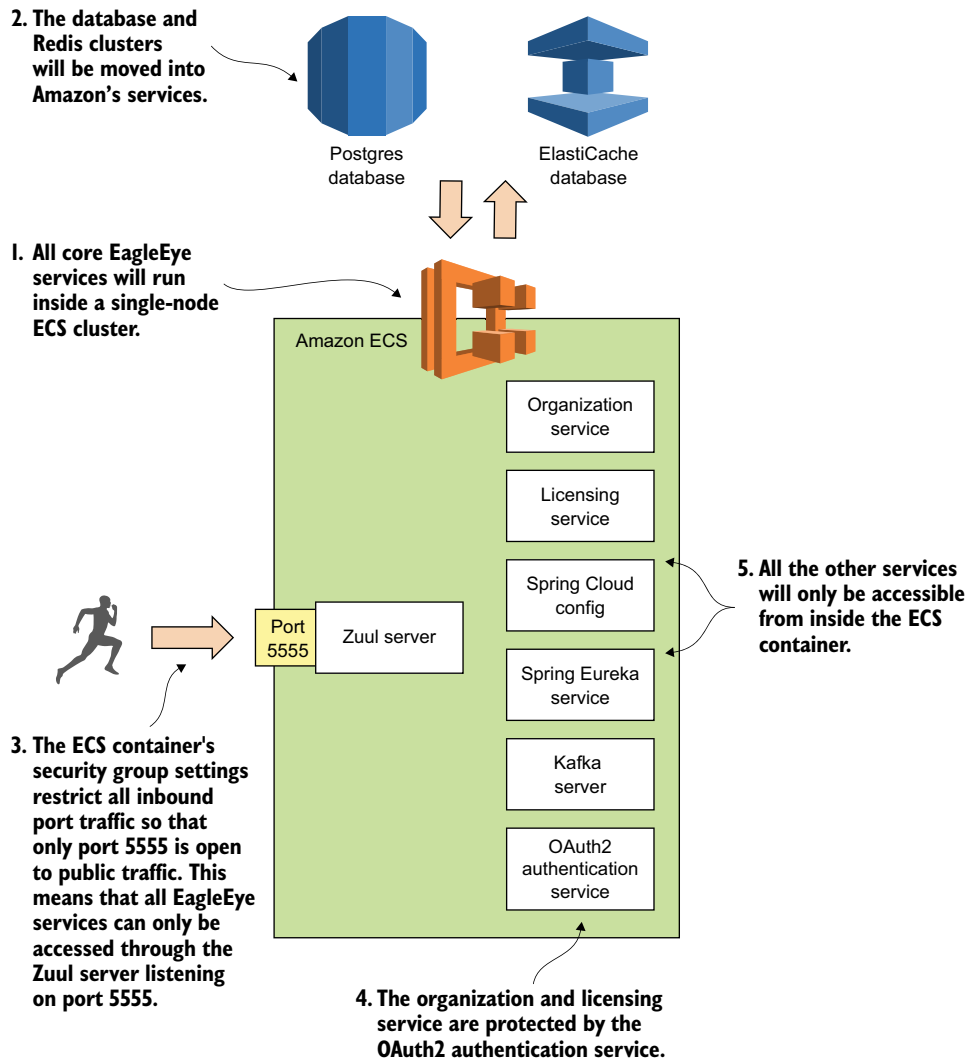 2. The database and
Redis clusters
will be moved into
Amazon's services.
Postgres
database
ElastiCache
database
1. All core EagleEye
services will run
inside a single-node
ECS cluster.
Amazon ECS
Organization
service
Licensing
service
Spring Cloud
config
5. All the other services
will only be accessible
from inside the ECS
container.
Port
5555
Zuul server
Spring Eureka
service
3. The ECS container's
security group settings
restrict all inbound
port traffic so that
only port 5555 is open
to public traffic. This
means that all EagleEye
services can only be
accessed through the
Zuul server listening
on port 5555.
Kafka
server
OAuth2
authentication
service
4. The organization and licensing
service are protected by the
OAuth2 authentication service.